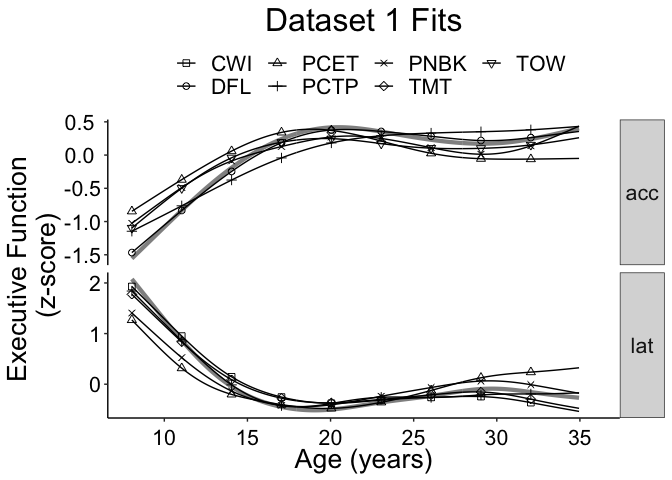 Dataset 1 Fits
CWI PCET PNBK TOW
DFL PCTP TMT
Executive Function
(z-score)
0.5
0.0
-0.5
-1.0
-1.5
acc
2
1
0
lat
10 15 20 25 30 35
Age (years)